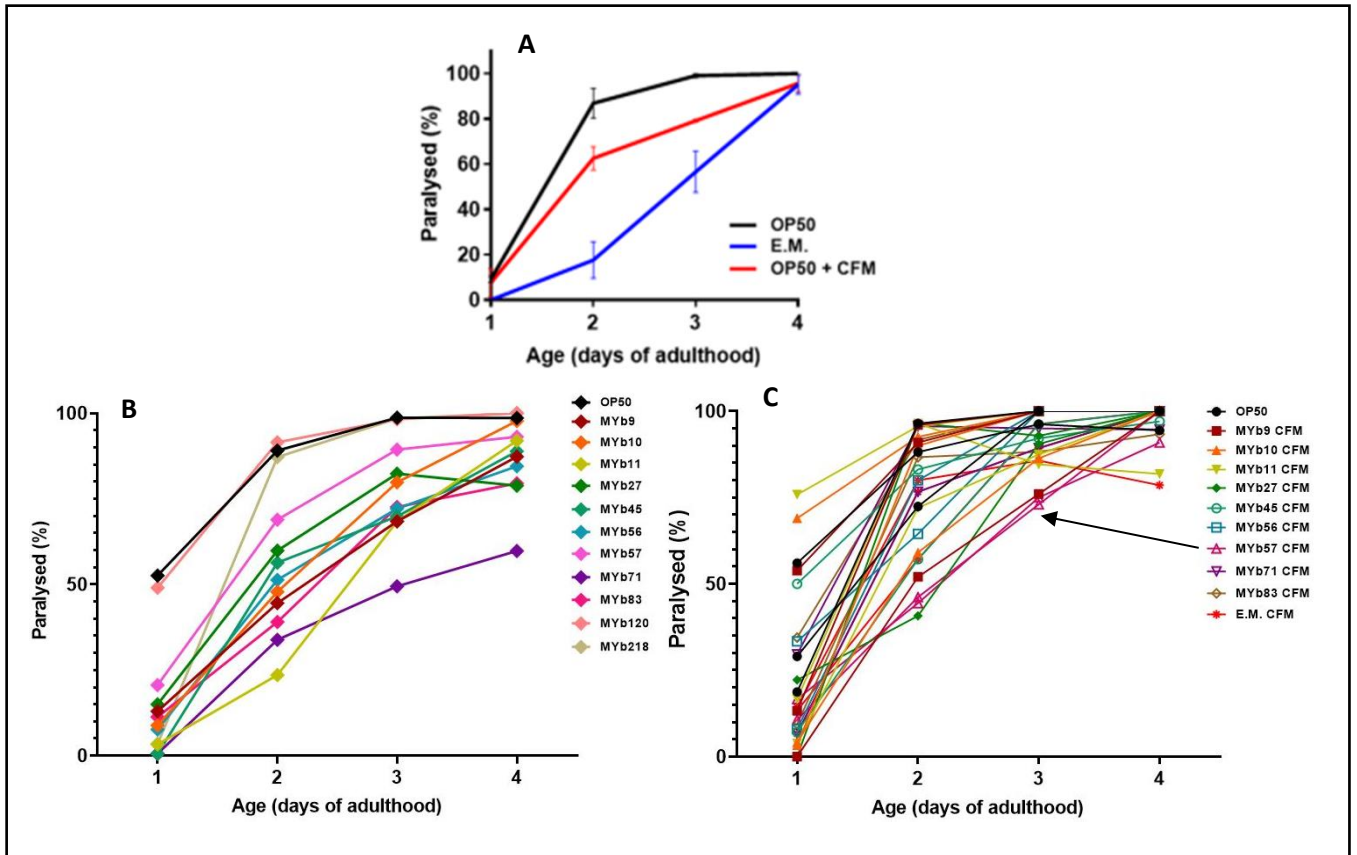 A
100
80
60
40
20
0
Paralysed (%)
OP50
E.M.
OP50 + CFM
1 2 3 4
Age (days of adulthood)
B
100
50
0
Paralysed (%)
1 2 3 4
Age (days of adulthood)
OP50
MYb9
MYb10
MYb11
MYb27
MYb45
MYb56
MYb57
MYb71
MYb83
MYb120
MYb218
C
100
50
0
Paralysed (%)
1 2 3 4
Age (days of adulthood)
OP50
MYb9 CFM
MYb10 CFM
MYb11 CFM
MYb27 CFM
MYb45 CFM
MYb56 CFM
MYb57 CFM
MYb71 CFM
MYb83 CFM
E.M. CFM